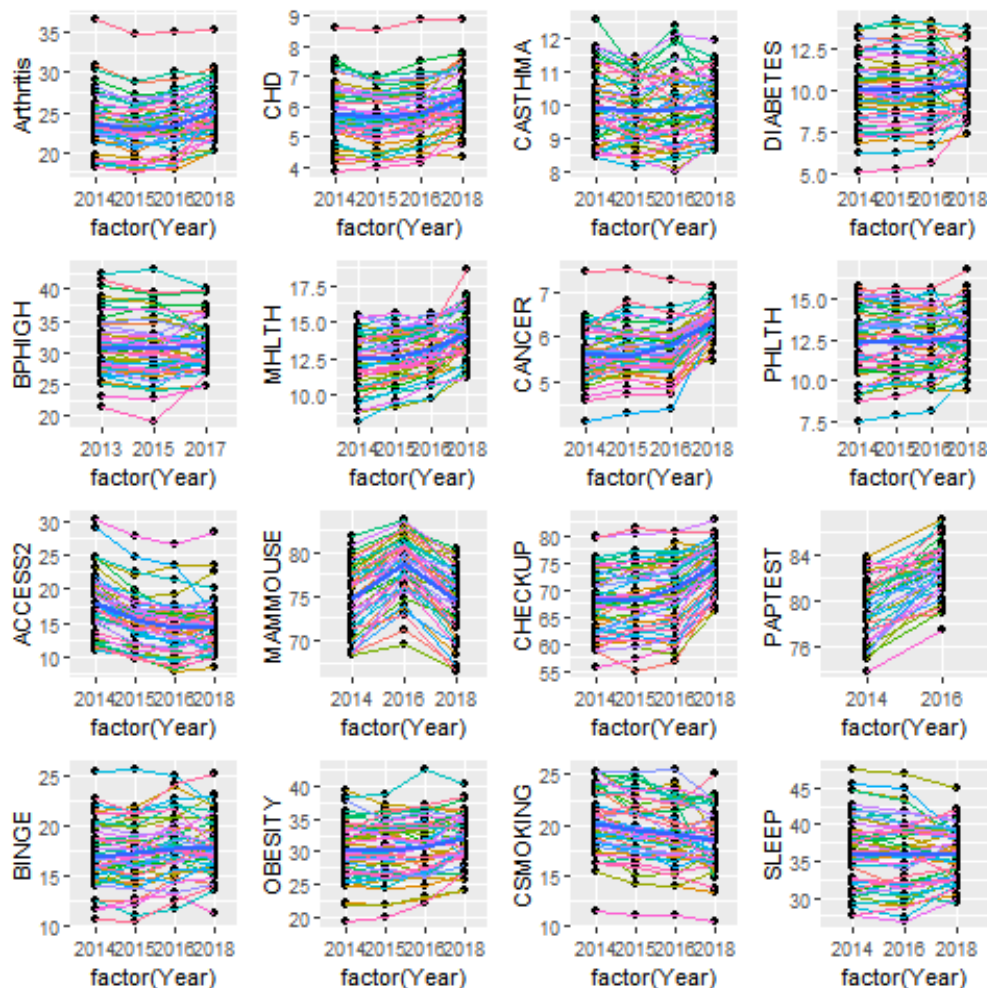 Arthritis
35
30
25
20
2014 2015 2016 2018
factor(Year)
CHD
9
8
7
6
5
4
2014 2015 2016 2018
factor(Year)
CASTHMA
12
11
10
9
8
2014 2015 2016 2018
factor(Year)
DIABETES
12.5
10.0
7.5
5.0
2014 2015 2016 2018
factor(Year)
BPHIGH
40
35
30
25
20
2013 2015 2017
factor(Year)
MHLTH
17.5
15.0
12.5
10.0
2014 2015 2016 2018
factor(Year)
CANCER
7
6
5
2014 2015 2016 2018
factor(Year)
PHLTH
15.0
12.5
10.0
7.5
2014 2015 2016 2018
factor(Year)
ACCESS2
30
25
20
15
10
2014 2015 2016 2018
factor(Year)
MAMMOUSE
80
75
70
2014 2016 2018
factor(Year)
CHECKUP
80
75
70
65
60
55
2014 2015 2016 2018
factor(Year)
PAPTEST
84
80
76
2014 2016
factor(Year)
BINGE
25
20
15
10
2014 2015 2016 2018
factor(Year)
OBESITY
40
35
30
25
20
2014 2015 2016 2018
factor(Year)
CSMOKING
25
20
15
10
2014 2015 2016 2018
factor(Year)
SLEEP
45
40
35
30
2014 2016 2018
factor(Year)